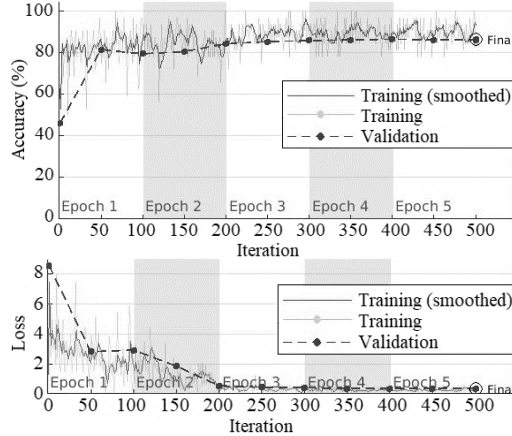 100
80
60
40
20
0
Accuracy (%)
Final
Training (smoothed)
Training
Validation
Epoch 1 Epoch 2 Epoch 3 Epoch 4 Epoch 5
0 50 100 150 200 250 300 350 400 450 500
Iteration
8
6
4
2
0
Loss
Training (smoothed)
Training
Validation
Epoch 1 Epoch 2 Epoch 3 Epoch 4 Epoch 5
Fina
0 50 100 150 200 250 300 350 400 450 500
Iteration